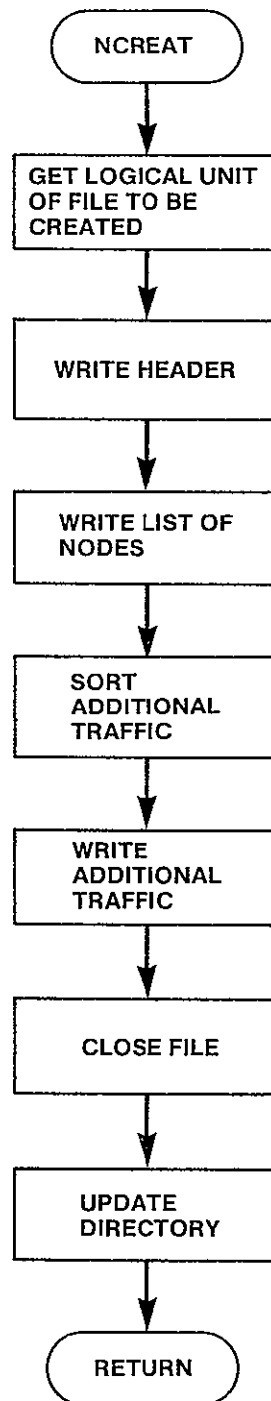 NCREAT
GET LOGICAL UNIT
OF FILE TO BE
CREATED
WRITE HEADER
WRITE LIST OF
NODES
SORT
ADDITIONAL
TRAFFIC
WRITE
ADDITIONAL
TRAFFIC
CLOSE FILE
UPDATE
DIRECTORY
RETURN